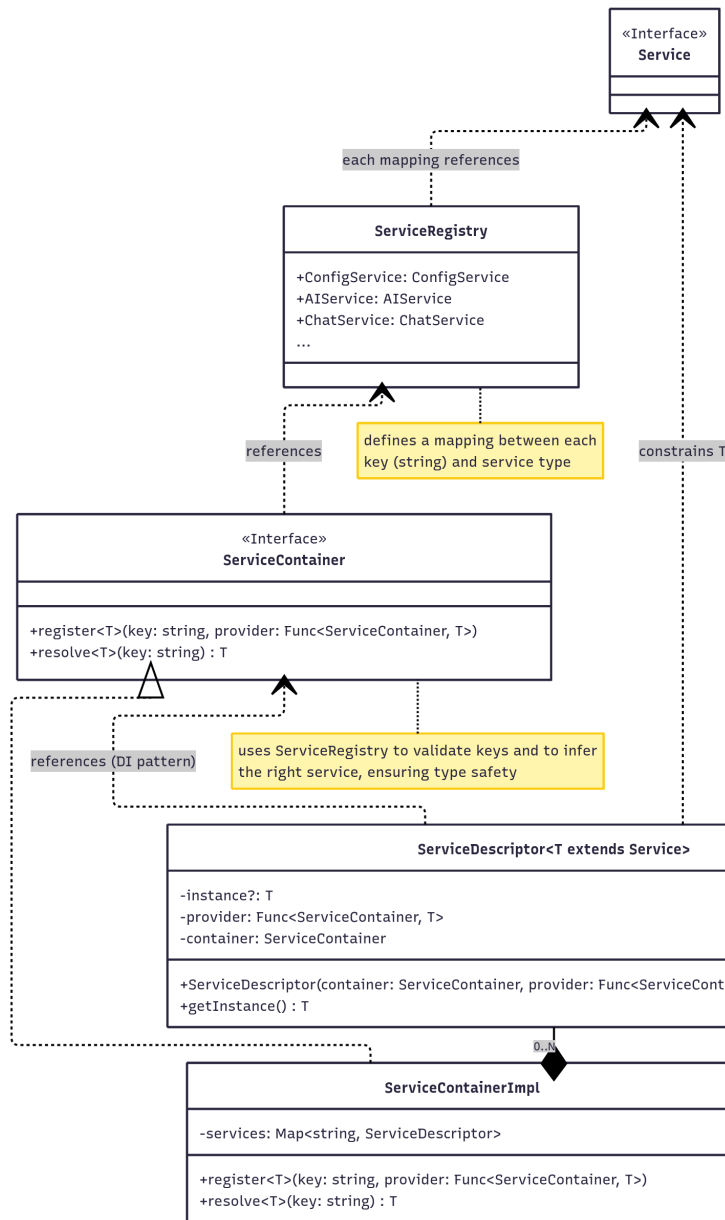 «Interface»
Service
each mapping references
ServiceRegistry
+ConfigService: ConfigService
+AIService: AIService
+ChatService: ChatService
...
references
defines a mapping between each
key (string) and service type
constrains T
«Interface»
ServiceContainer
+register<T>(key: string, provider: Func<ServiceContainer, T>)
+resolve<T>(key: string) : T
references (DI pattern)
uses ServiceRegistry to validate keys and to infer
the right service, ensuring type safety
ServiceDescriptor<T extends Service>
-instance?: T
-provider: Func<ServiceContainer, T>
-container: ServiceContainer
+ServiceDescriptor(container: ServiceContainer, provider: Func<ServiceCont
+getInstance() : T
0..N
ServiceContainerImpl
-services: Map<string, ServiceDescriptor>
+register<T>(key: string, provider: Func<ServiceContainer, T>)
+resolve<T>(key: string) : T